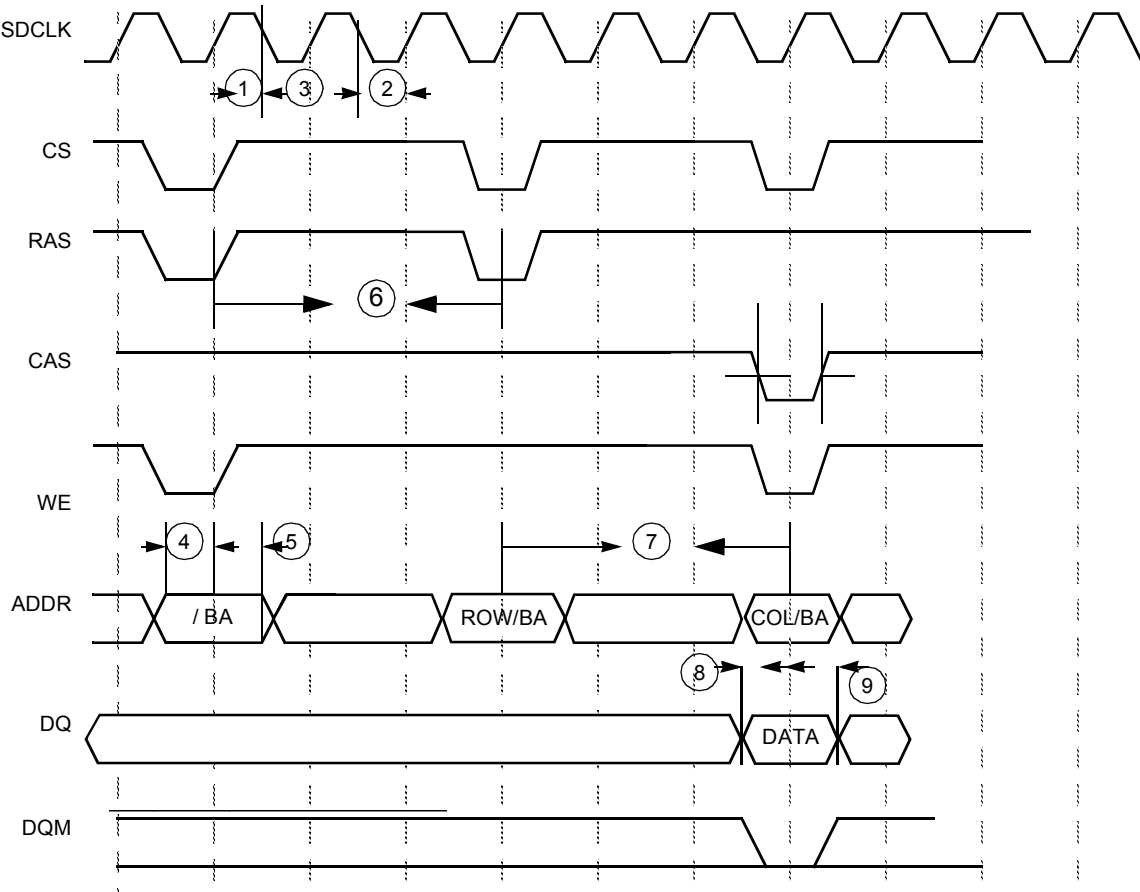 SDCLK
1 3 2
CS
RAS
6
CAS
WE
4 5 7
ADDR / BA ROW/BA COL/BA
8 9
DQ DATA
DQM